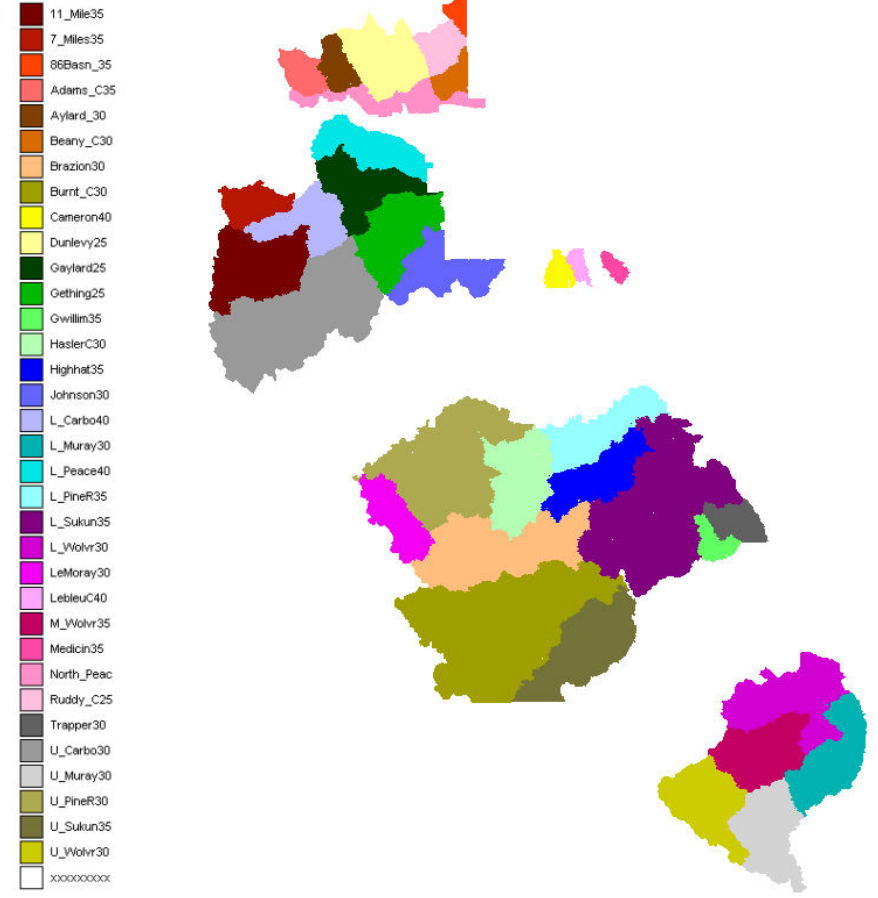 11_Mile35
7_Miles35
86Basn_35
Adams_C35
Aylard_30
Beany_C30
Brazion30
Burnt_C30
Cameron40
Dunlevy25
Gaylard25
Gething25
Gwillim35
HaslerC30
Highhat35
Johnson30
L_Carbo40
L_Muray30
L_Peace40
L_PineR35
L_Sukun35
L_Wolvr30
LeMoray30
LebleuC40
M_Wolvr35
Medicin35
North_Peac
Ruddy_C25
Trapper30
U_Carbo30
U_Muray30
U_PineR30
U_Sukun35
U_Wolvr30
xxxxxxxxx